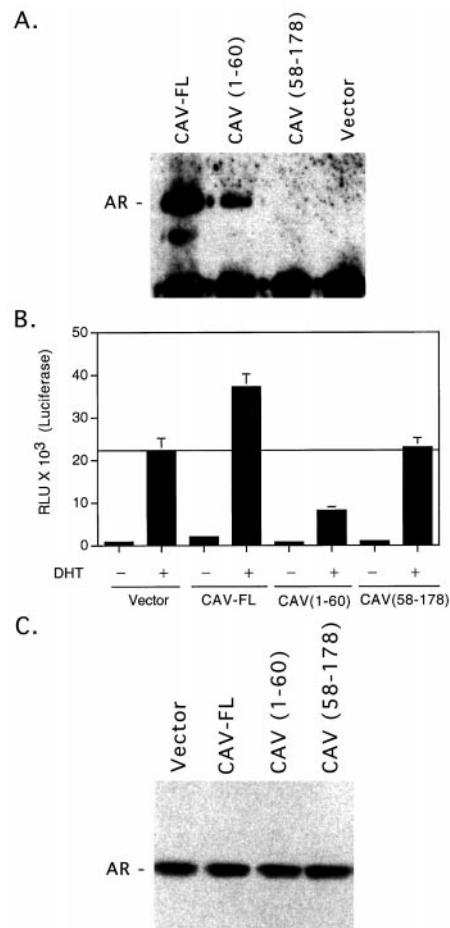 A.
CAV-FL
CAV (1-60)
CAV (58-178)
Vector
AR -
B.
RLU X 10³ (Luciferase)
50
40
30
20
10
0
DHT - + - + - + - +
Vector CAV-FL CAV(1-60) CAV(58-178)
C.
Vector
CAV-FL
CAV (1-60)
CAV (58-178)
AR -